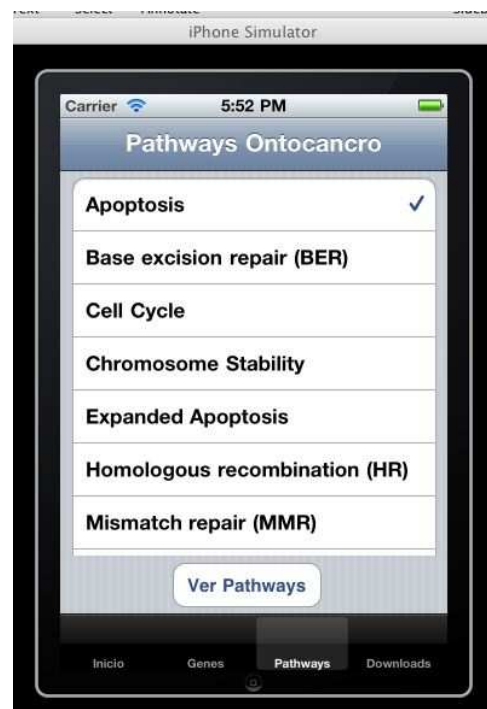 iPhone Simulator
Carrier 5:52 PM
Pathways Ontocancro
Apoptosis
Base excision repair (BER)
Cell Cycle
Chromosome Stability
Expanded Apoptosis
Homologous recombination (HR)
Mismatch repair (MMR)
Ver Pathways
Inicio Genes Pathways Downloads